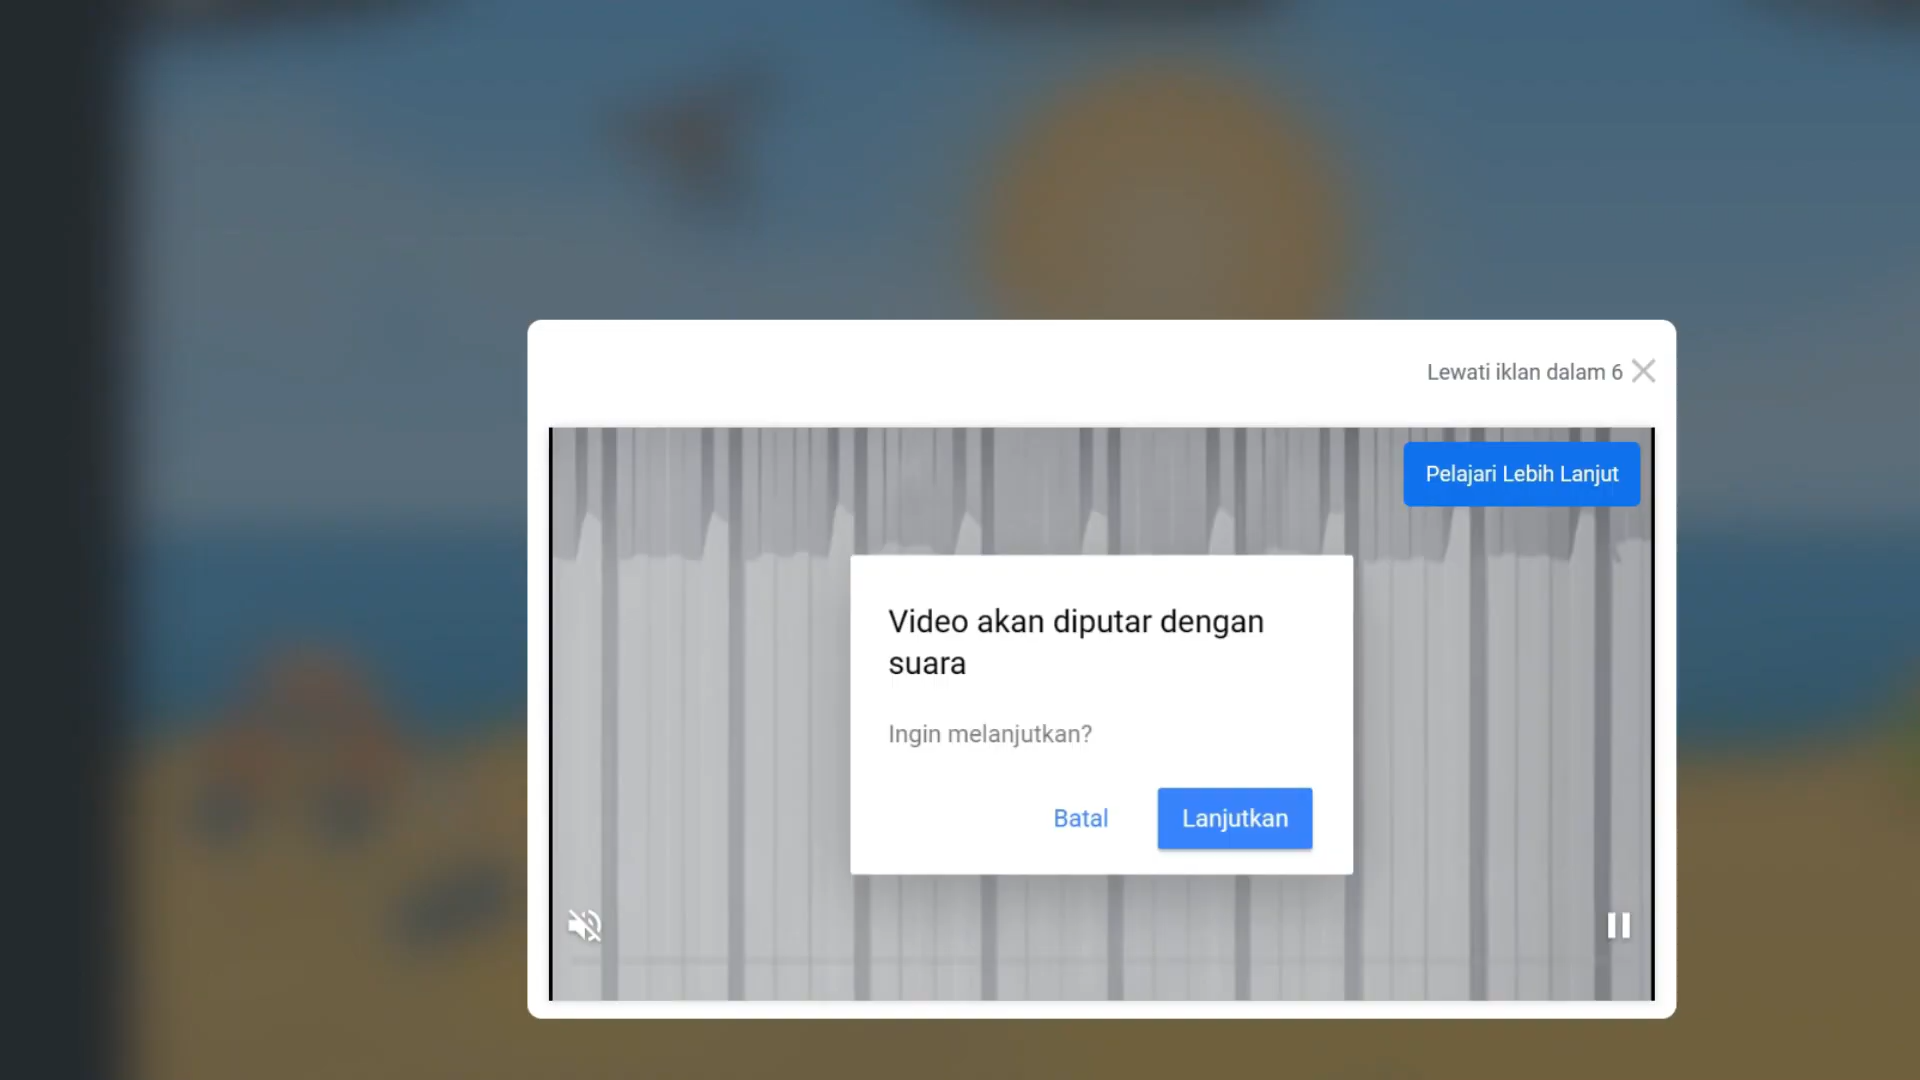 Lewati iklan dalam 6
Pelajari Lebih Lanjut
Video akan diputar dengan
suara
Ingin melanjutkan?
Batal
Lanjutkan